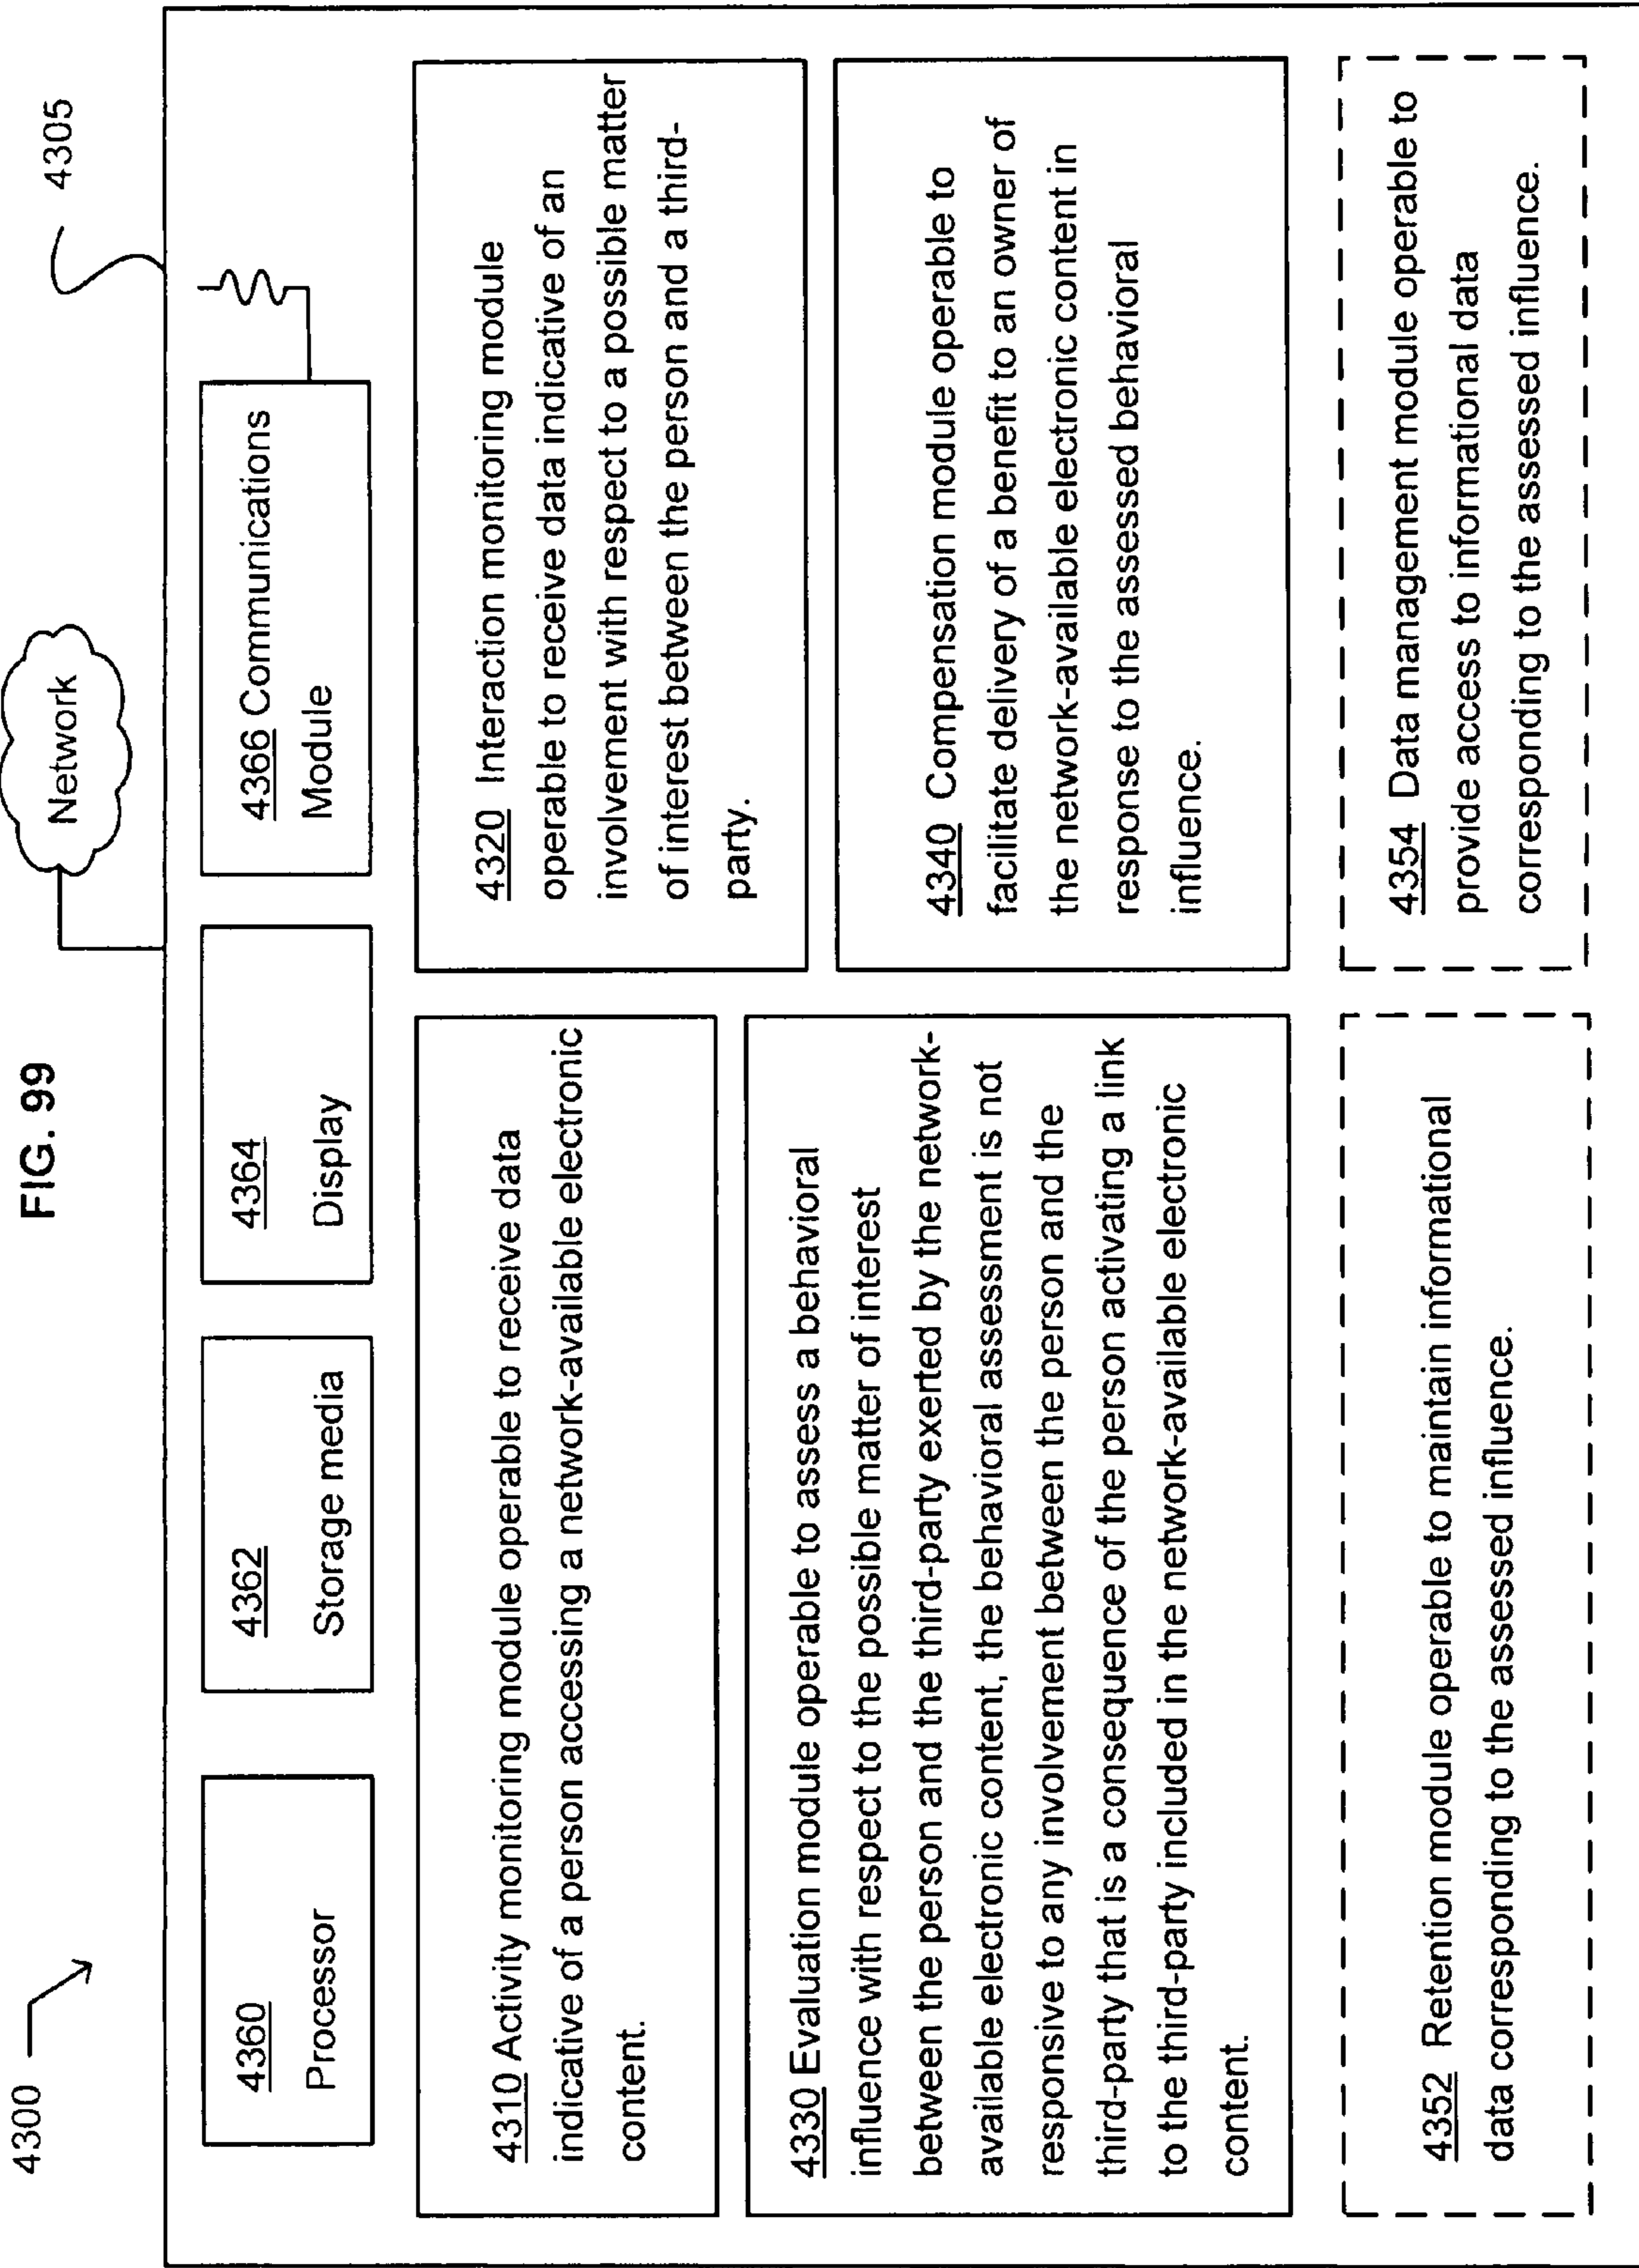 4300
FIG. 99
Network
4305
4360
Processor
4362
Storage media
4364
Display
4366 Communications
Module
4310 Activity monitoring module operable to receive data
indicative of a person accessing a network-available electronic
content.
4320 Interaction monitoring module
operable to receive data indicative of an
involvement with respect to a possible matter
of interest between the person and a third-
party.
4330 Evaluation module operable to assess a behavioral
influence with respect to the possible matter of interest
between the person and the third-party exerted by the network-
available electronic content, the behavioral assessment is not
responsive to any involvement between the person and the
third-party that is a consequence of the person activating a link
to the third-party included in the network-available electronic
content.
4340 Compensation module operable to
facilitate delivery of a benefit to an owner of
the network-available electronic content in
response to the assessed behavioral
influence.
4352 Retention module operable to maintain informational
data corresponding to the assessed influence.
4354 Data management module operable to
provide access to informational data
corresponding to the assessed influence.